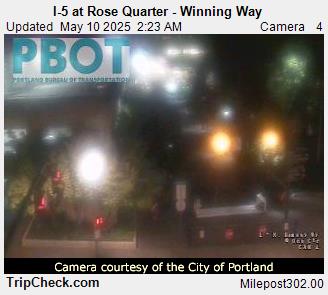 I-5 at Rose Quarter - Winning Way
Updated May 10 2025 2:23 AM Camera 4
PBOT
PORTLAND BUREAU OF TRANSPORTATION
Camera courtesy of the City of Portland
TripCheck.com Milepost302.00